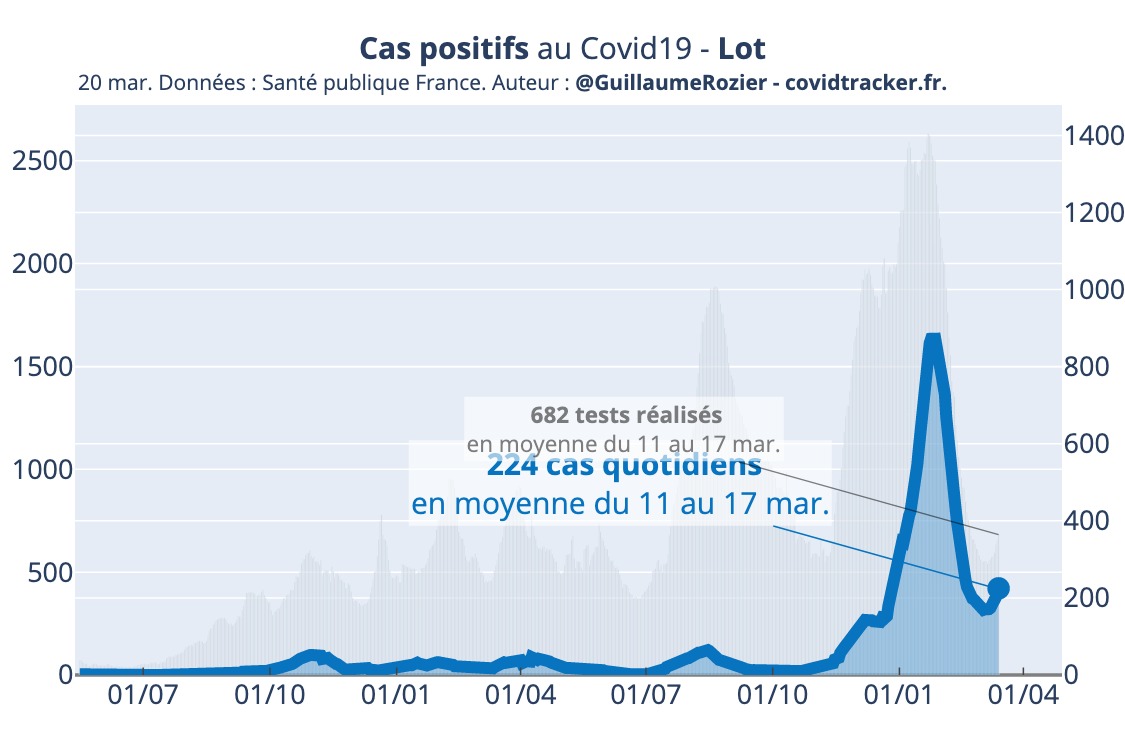 Cas positifs au Covid19 - Lot
20 mar. Données : Santé publique France. Auteur : @GuillaumeRozier - covidtracker.fr.
2500
2000
1500
1000
500
0
1400
1200
1000
800
600
400
200
0
682 tests réalisés
en moyenne du 11 au 17 mar.
224 cas quotidiens
en moyenne du 11 au 17 mar.
01/07 01/10 01/01 01/04 01/07 01/10 01/01 01/04